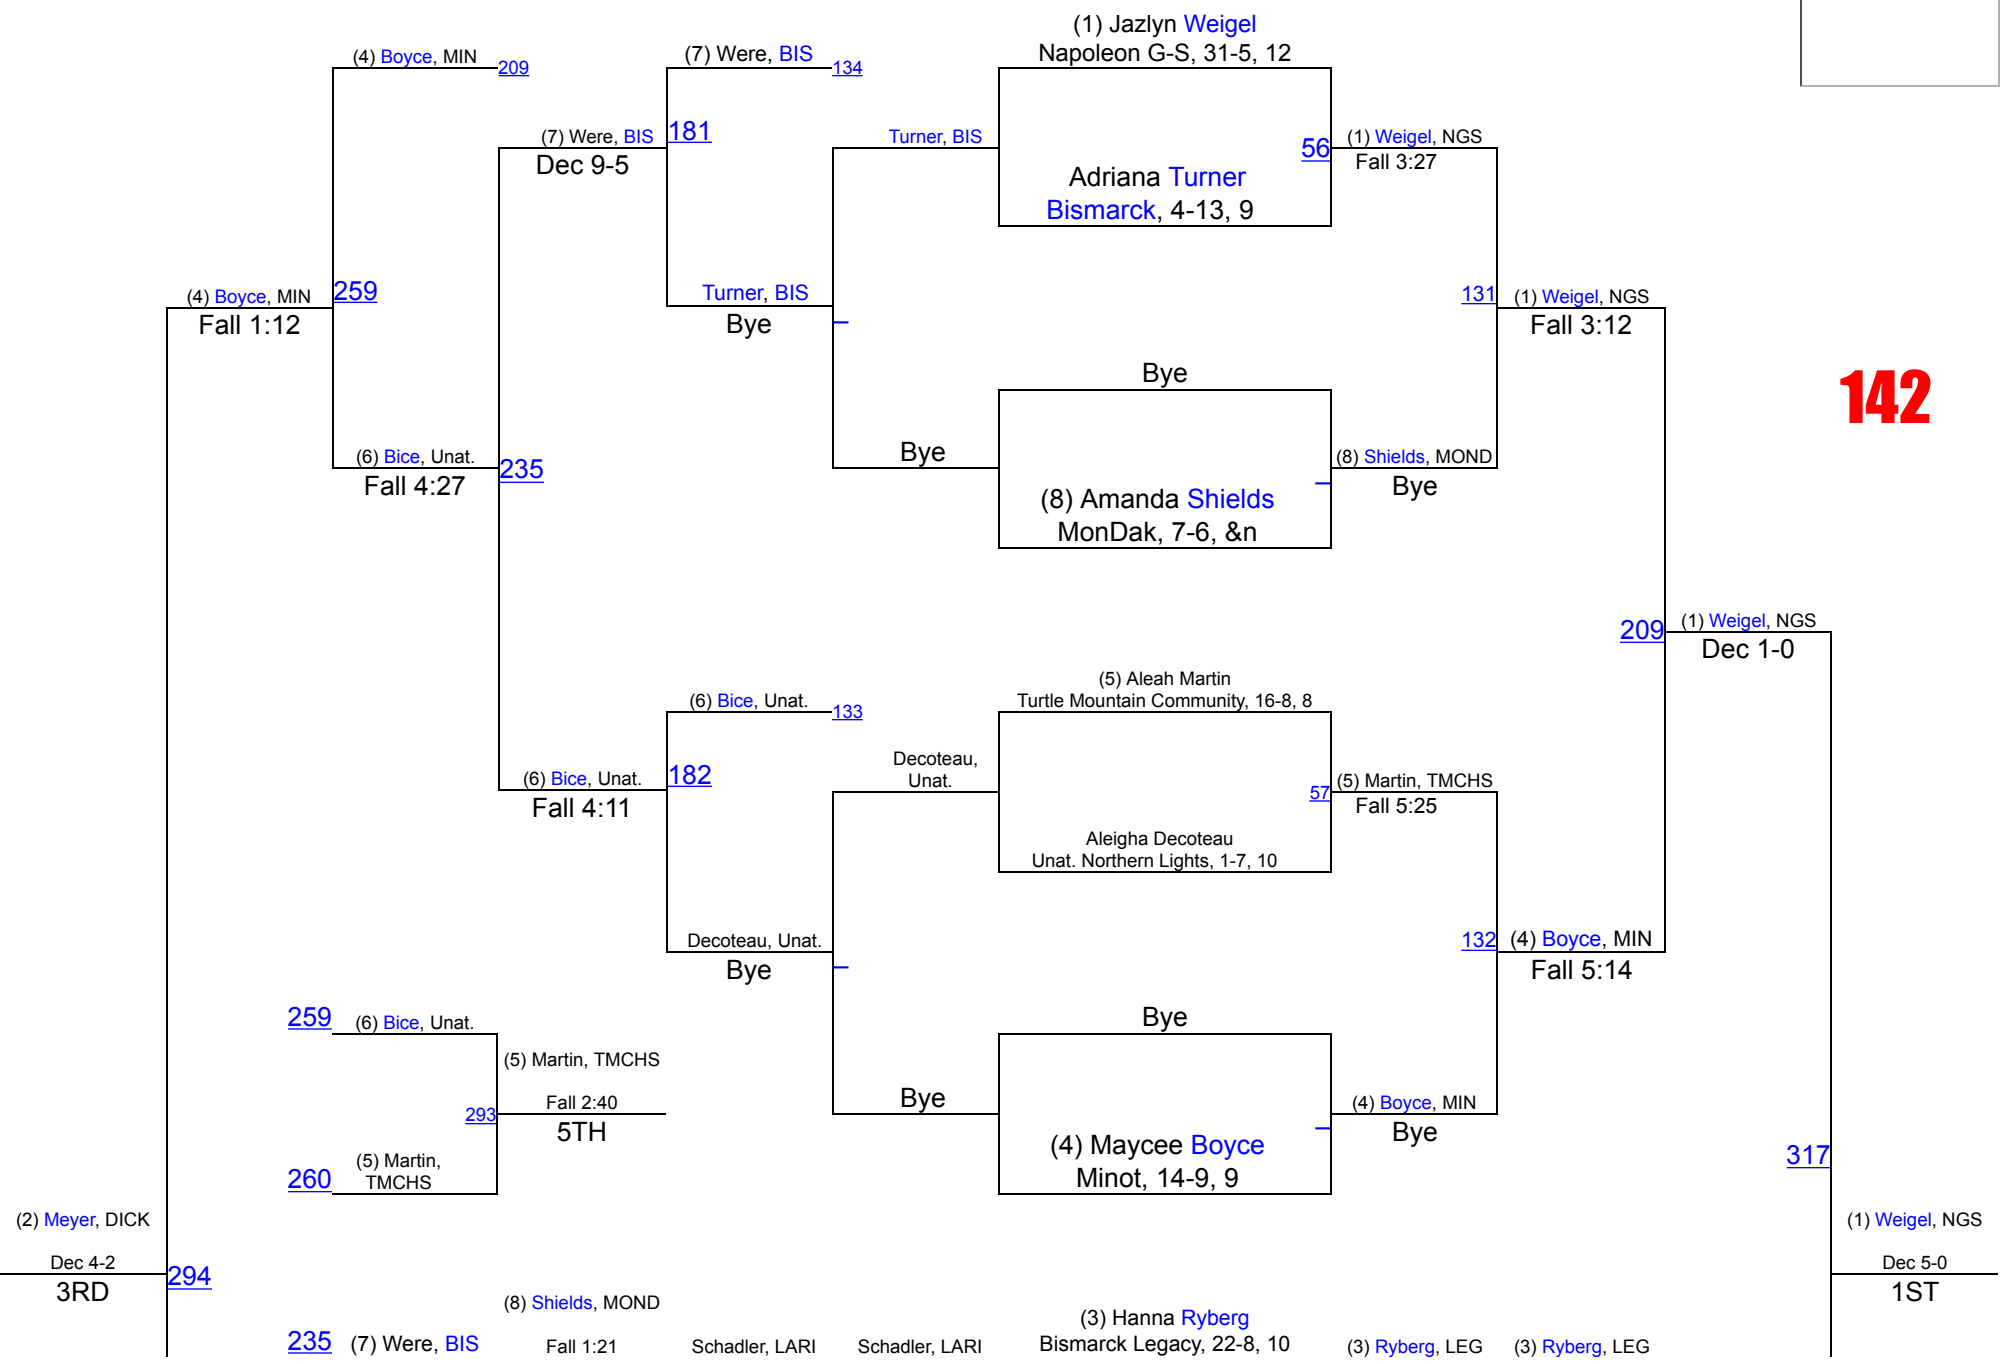 (1) Jazlyn Weigel
(4) Boyce, MIN 209
(7) Were, BIS 134
Napoleon G-S, 31-5, 12
(7) Were, BIS 181
Dec 9-5
Turner, BIS
56 (1) Weigel, NGS
Fall 3:27
Adriana Turner
Bismarck, 4-13, 9
(4) Boyce, MIN 259
Fall 1:12
Turner, BIS
Bye
131 (1) Weigel, NGS
Fall 3:12
Bye
142
(6) Bice, Unat. 235
Fall 4:27
Bye
(8) Shields, MOND
Bye
(8) Amanda Shields
MonDak, 7-6, &n
209 (1) Weigel, NGS
Dec 1-0
(5) Aleah Martin
Turtle Mountain Community, 16-8, 8
(6) Bice, Unat. 133
Decoteau,
Unat.
(6) Bice, Unat. 182
Fall 4:11
57 (5) Martin, TMCHS
Fall 5:25
Aleigha Decoteau
Unat. Northern Lights, 1-7, 10
Decoteau, Unat.
Bye
132 (4) Boyce, MIN
Fall 5:14
259 (6) Bice, Unat.
Bye
(5) Martin, TMCHS
293 Fall 2:40
5TH
Bye
(4) Boyce, MIN
Bye
(4) Maycee Boyce
Minot, 14-9, 9
260 (5) Martin,
TMCHS
317
(2) Meyer, DICK
Dec 4-2
3RD
294
(1) Weigel, NGS
Dec 5-0
1ST
(8) Shields, MOND
(3) Hanna Ryberg
235 (7) Were, BIS
Fall 1:21
Schadler, LARI
Schadler, LARI
Bismarck Legacy, 22-8, 10
(3) Ryberg, LEG
(3) Ryberg, LEG